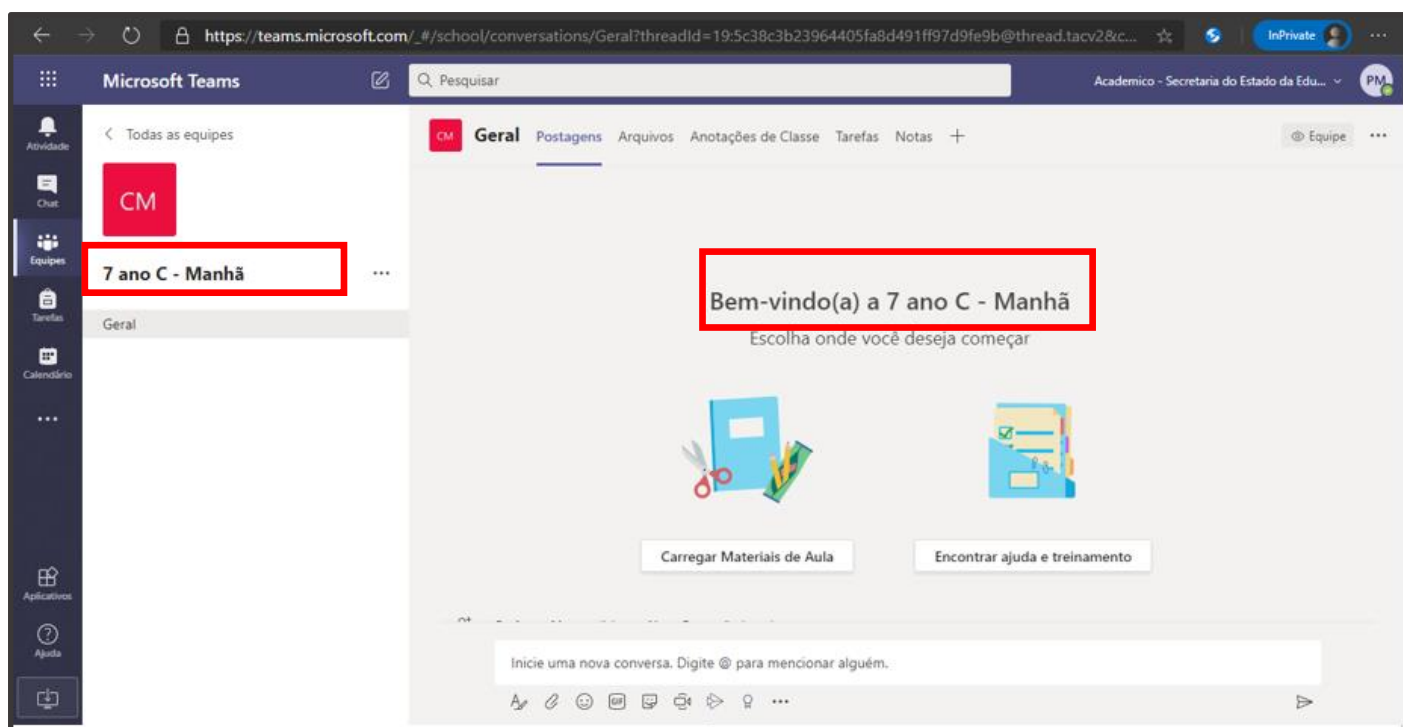 https://teams.microsoft.com/_#/school/conversations/Geral?threadId=19:5c38c3b23964405fa8d491ff97d9fe9b@thread.tacv2&c... InPrivate
Microsoft Teams Pesquisar Academico - Secretaria do Estado da Edu... PM
Atividade
Chat
Equipes
Tarefas
Calendário
Aplicativos
Ajuda
Todas as equipes
CM
7 ano C - Manhã ...
Geral
CM Geral Postagens Arquivos Anotações de Classe Tarefas Notas + Equipe ...
Bem-vindo(a) a 7 ano C - Manhã
Escolha onde você deseja começar
Carregar Materiais de Aula Encontrar ajuda e treinamento
Inicie uma nova conversa. Digite @ para mencionar alguém.
GIF